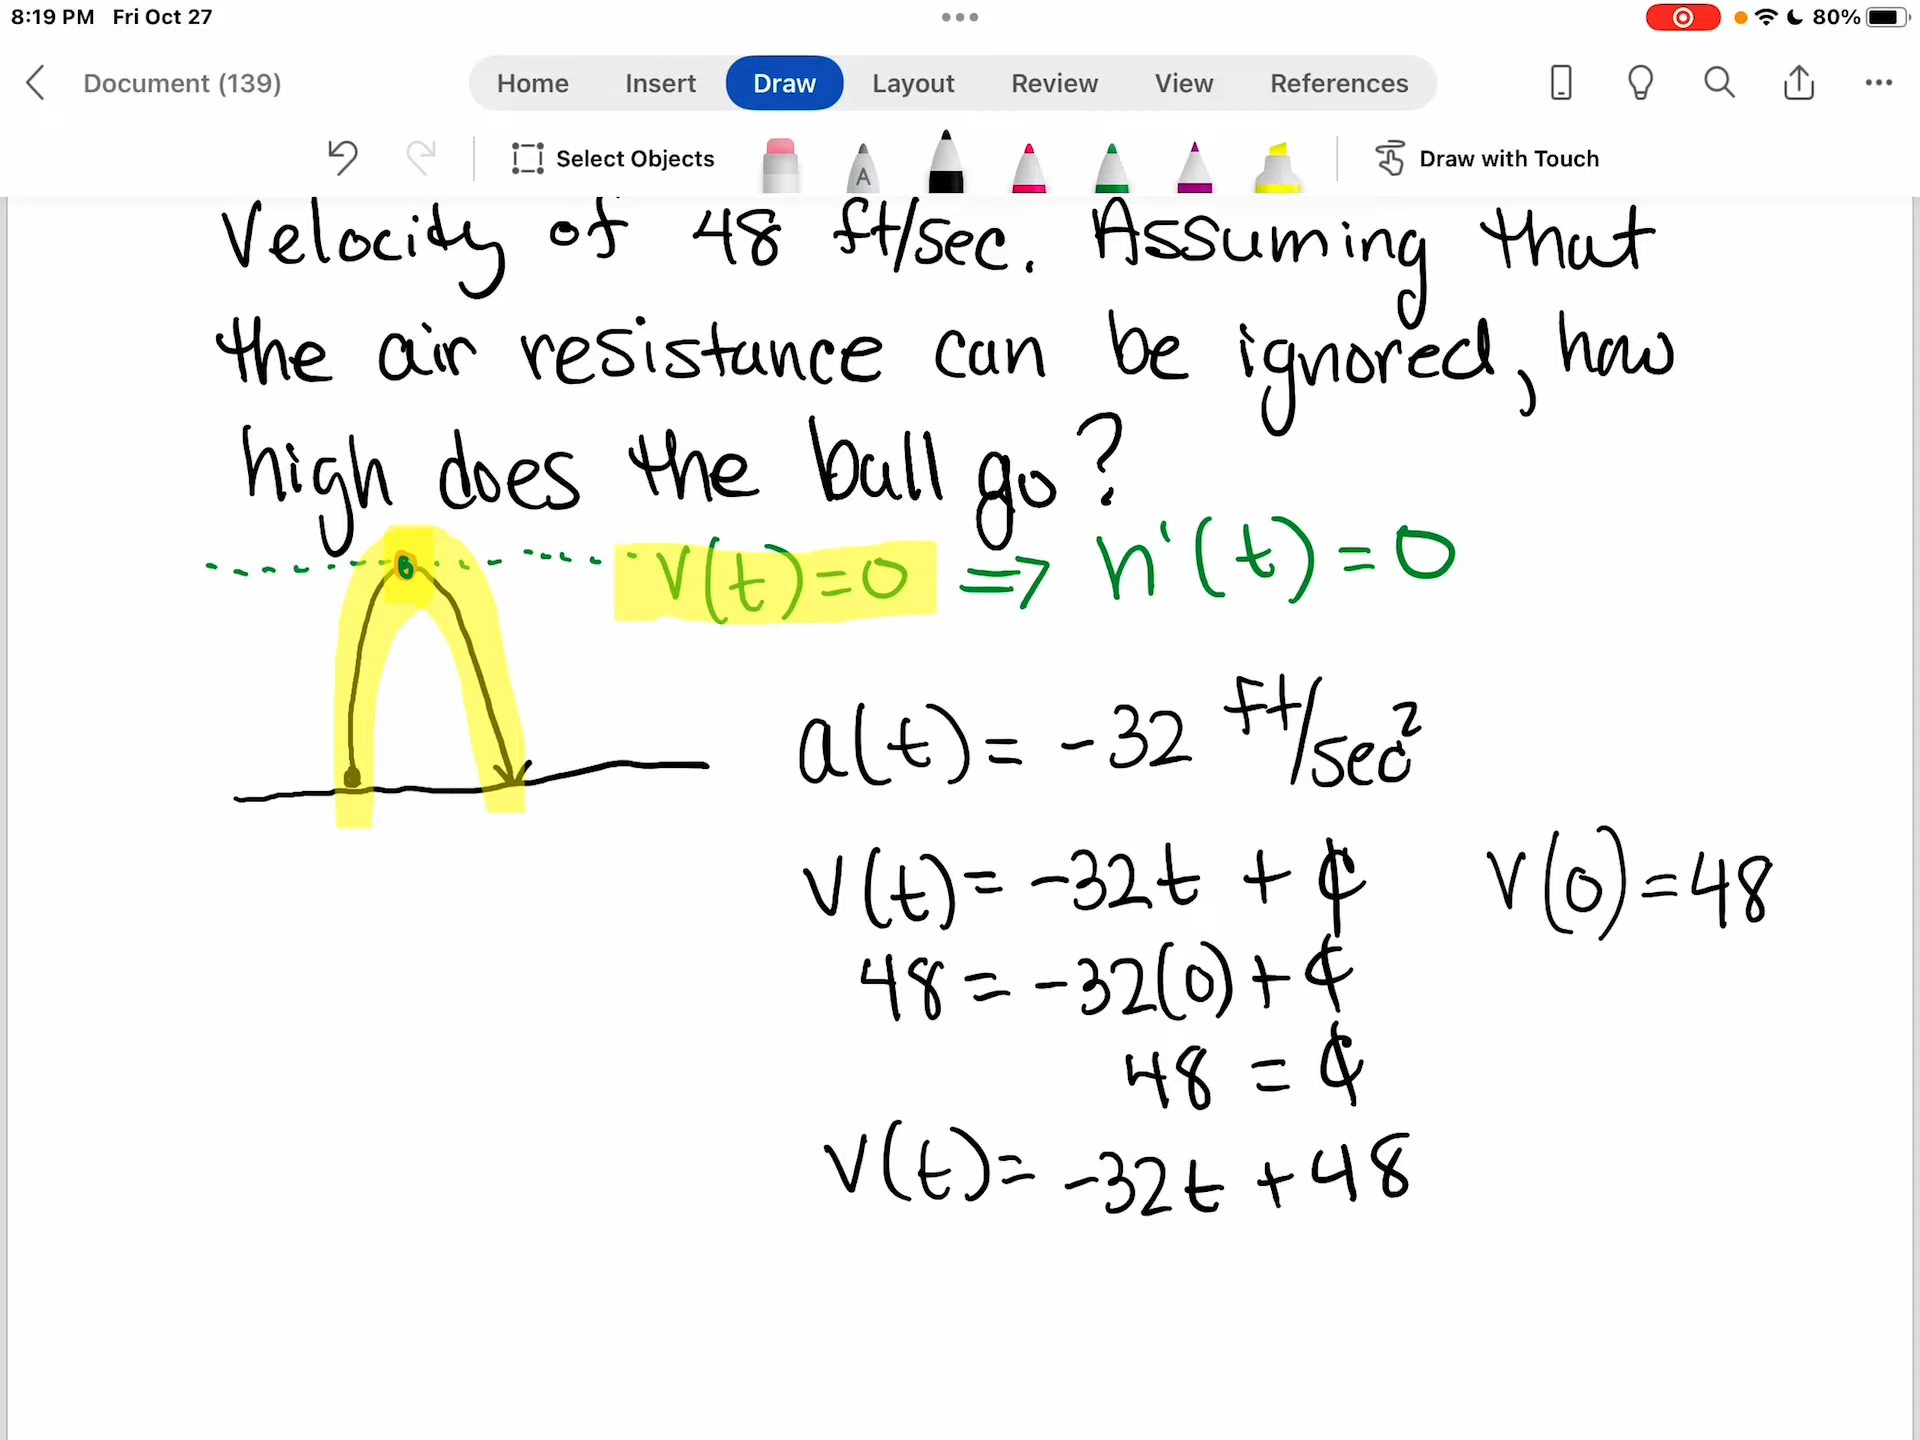 8:19 PM Fri Oct 27
80%
Document (139)
Home Insert Draw Layout Review View References
Select Objects
A
Draw with Touch
Velocity of 48 ft/sec. Assuming that
the air resistance can be ignored, how
high does the ball go?
v(t)=0 ⇒ h'(t)=0
a(t)= -32 ft/sec²
v(t)= -32t + ¢
v(0)=48
48 = -32(0)+¢
48 = ¢
v(t)= -32t +48